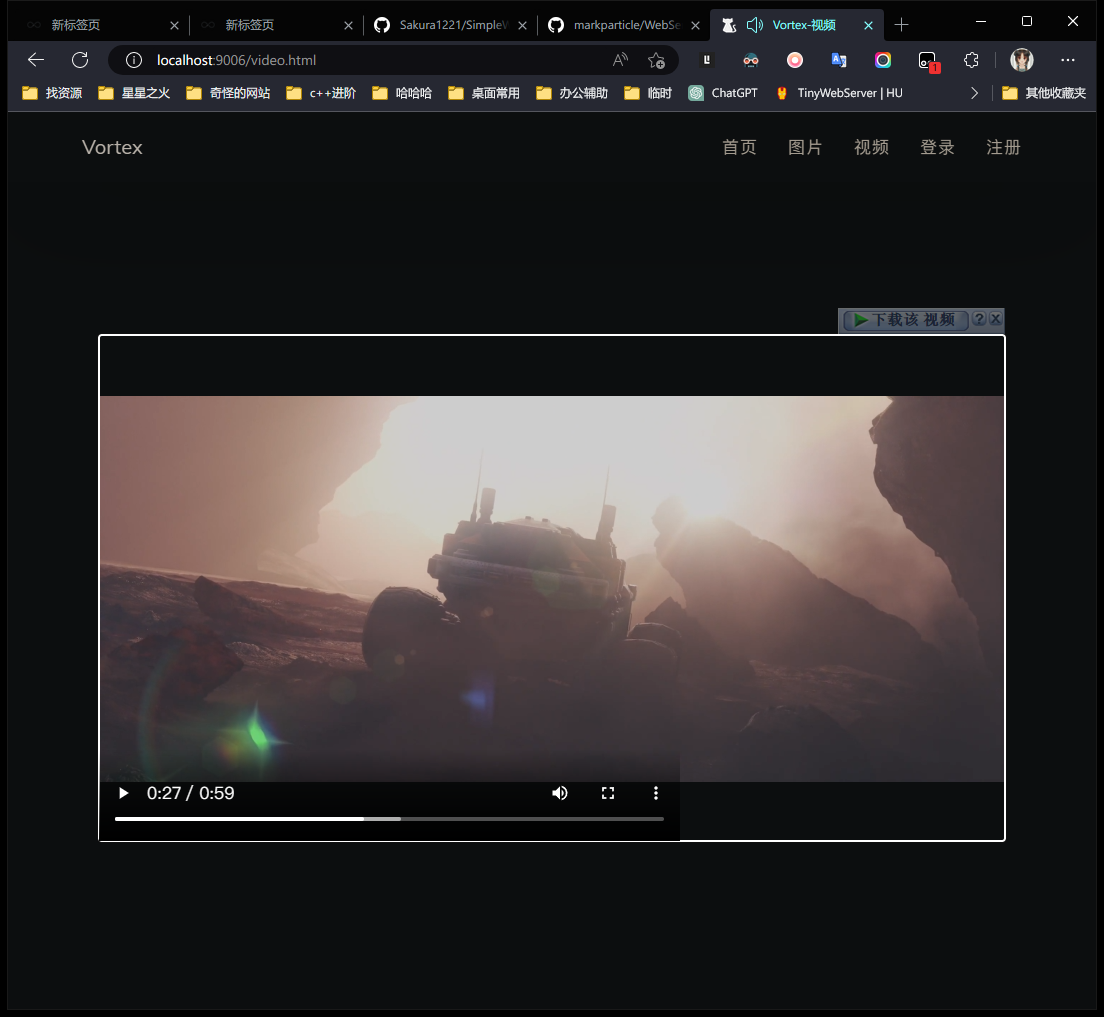 新标签页
新标签页
Sakura1221/SimpleW
markparticle/WebSe
Vortex-视频
localhost:9006/video.html
1
找资源
星星之火
奇怪的网站
c++进阶
哈哈哈
桌面常用
办公辅助
临时
ChatGPT
TinyWebServer | HU
其他收藏夹
Vortex
首页
图片
视频
登录
注册
下载该 视频
?
0:27 / 0:59